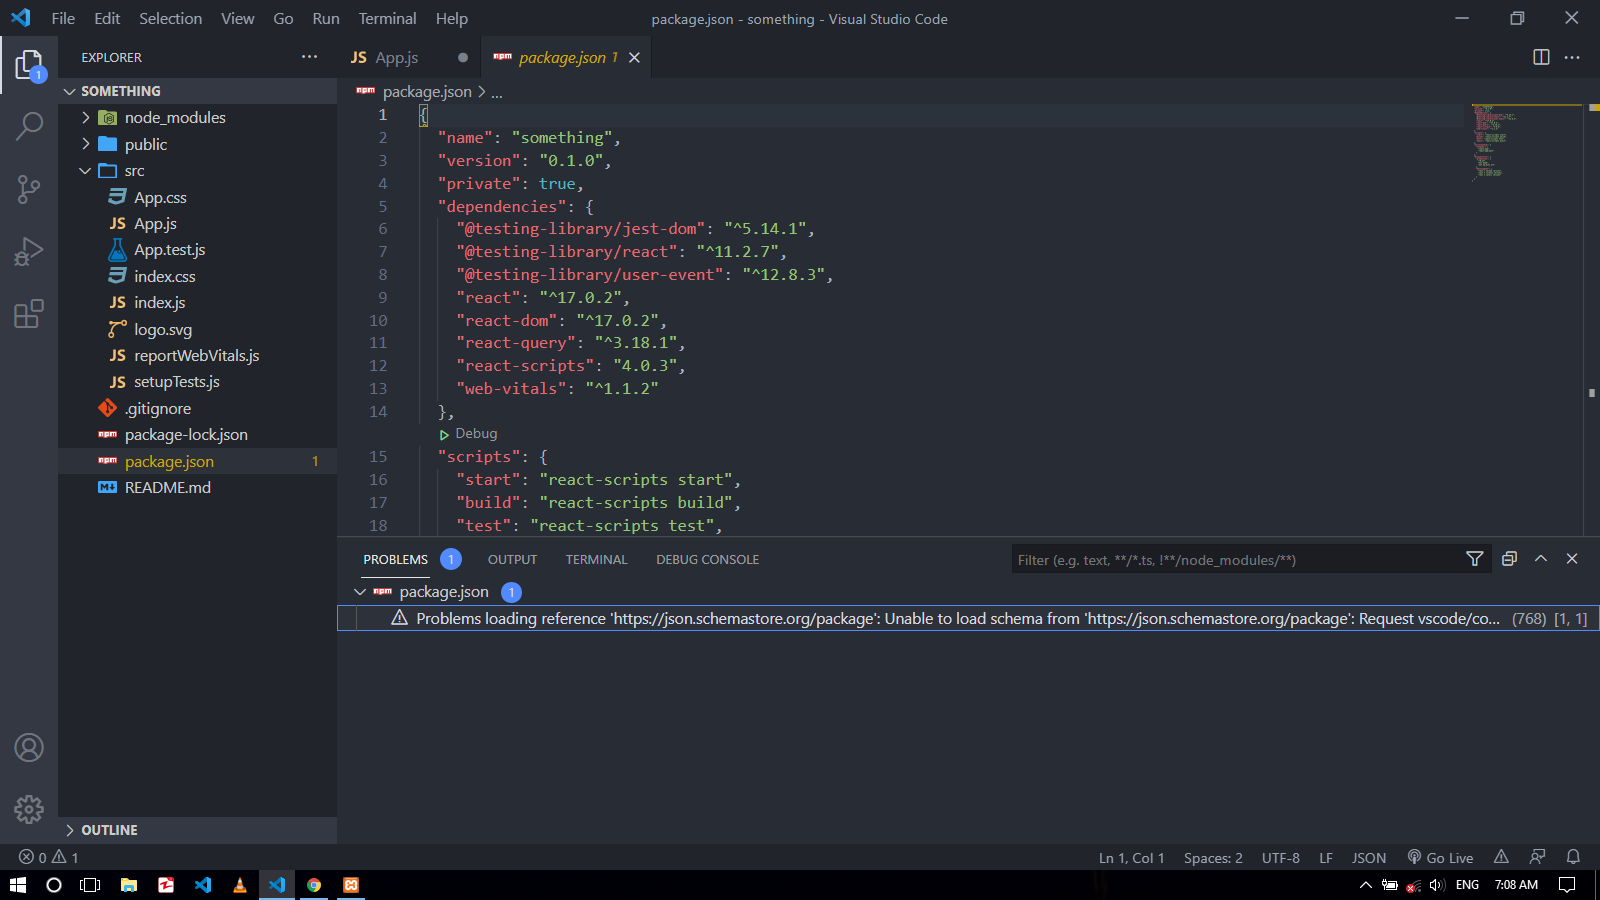 File Edit Selection View Go Run Terminal Help
package.json - something - Visual Studio Code
EXPLORER
JS App.js
npm package.json 1
1
SOMETHING
node_modules
public
src
App.css
JS App.js
App.test.js
index.css
JS index.js
logo.svg
JS reportWebVitals.js
JS setupTests.js
.gitignore
npm package-lock.json
npm package.json 1
README.md
OUTLINE
npm package.json > ...
1 {
2 "name": "something",
3 "version": "0.1.0",
4 "private": true,
5 "dependencies": {
6 "@testing-library/jest-dom": "^5.14.1",
7 "@testing-library/react": "^11.2.7",
8 "@testing-library/user-event": "^12.8.3",
9 "react": "^17.0.2",
10 "react-dom": "^17.0.2",
11 "react-query": "^3.18.1",
12 "react-scripts": "4.0.3",
13 "web-vitals": "^1.1.2"
14 },
Debug
15 "scripts": {
16 "start": "react-scripts start",
17 "build": "react-scripts build",
18 "test": "react-scripts test",
PROBLEMS 1 OUTPUT TERMINAL DEBUG CONSOLE
Filter (e.g. text, **/*.ts, !**/node_modules/**)
npm package.json 1
Problems loading reference 'https://json.schemastore.org/package': Unable to load schema from 'https://json.schemastore.org/package': Request vscode/co... (768) [1, 1]
0 1
Ln 1, Col 1 Spaces: 2 UTF-8 LF JSON Go Live
ENG 7:08 AM